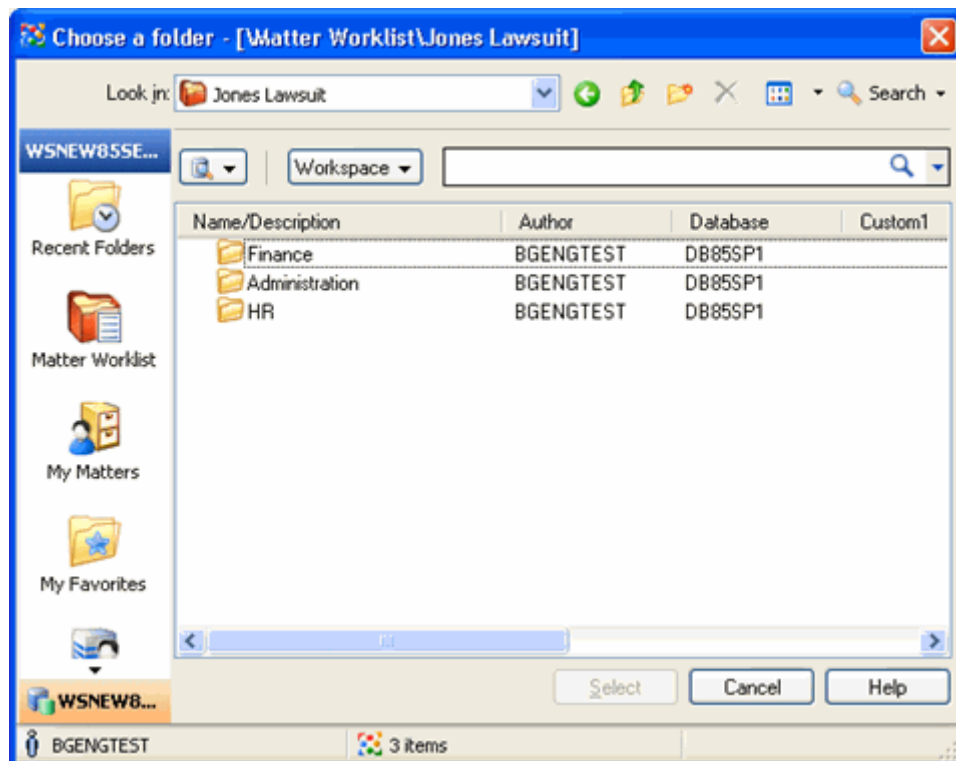 Choose a folder - [\Matter Worklist\Jones Lawsuit]
Look in: Jones Lawsuit
Search
WSNEW85SE...
Workspace
Name/Description Author Database Custom1
Finance BGENGTEST DB85SP1
Administration BGENGTEST DB85SP1
HR BGENGTEST DB85SP1
Recent Folders
Matter Worklist
My Matters
My Favorites
Select Cancel Help
WSNEW8...
BGENGTEST 3 items